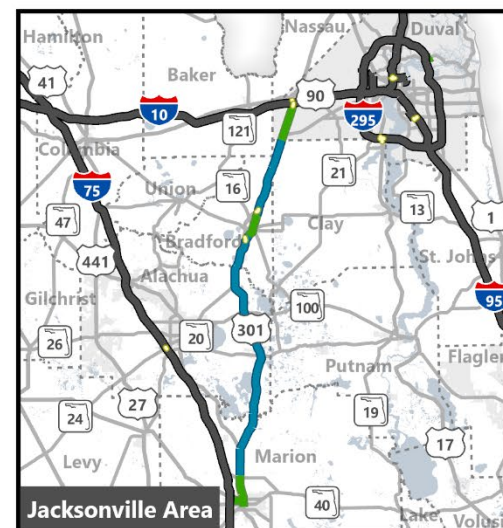 Nassau
Duval
Hamilton
41
Baker
90
10
295
121
Columbia
75
Union
16
21
13
47
Clay
1
Bradford
441
St. Johns
Alachua
Gilchrist
95
100
301
26
20
Putnam
Flagler
27
24
19
17
Levy
Marion
40
Lake
Volusi
Jacksonville Area